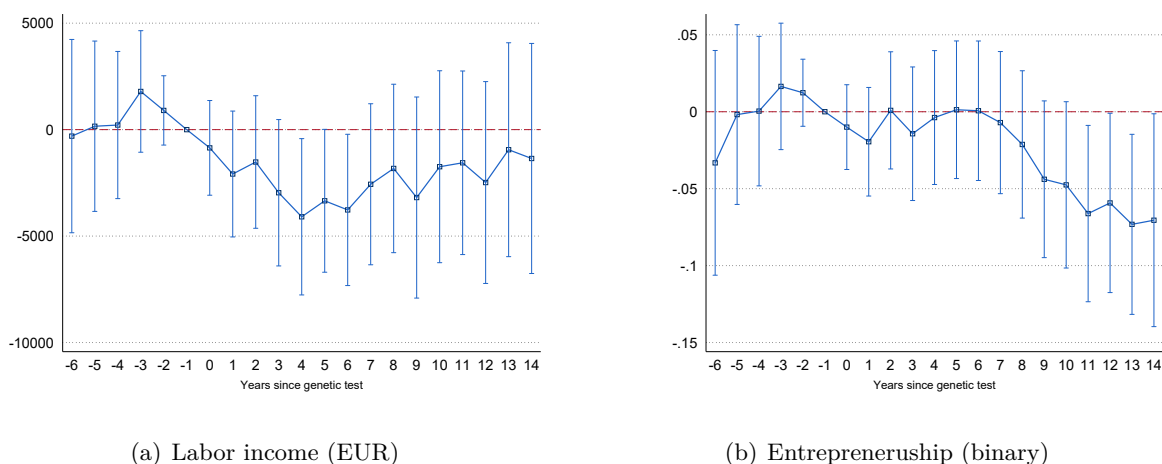 5000
0
-5000
-10000
-6 -5 -4 -3 -2 -1 0 1 2 3 4 5 6 7 8 9 10 11 12 13 14
Years since genetic test
(a) Labor income (EUR)
.05
0
-.05
-.1
-.15
-6 -5 -4 -3 -2 -1 0 1 2 3 4 5 6 7 8 9 10 11 12 13 14
Years since genetic test
(b) Entrepreneruship (binary)